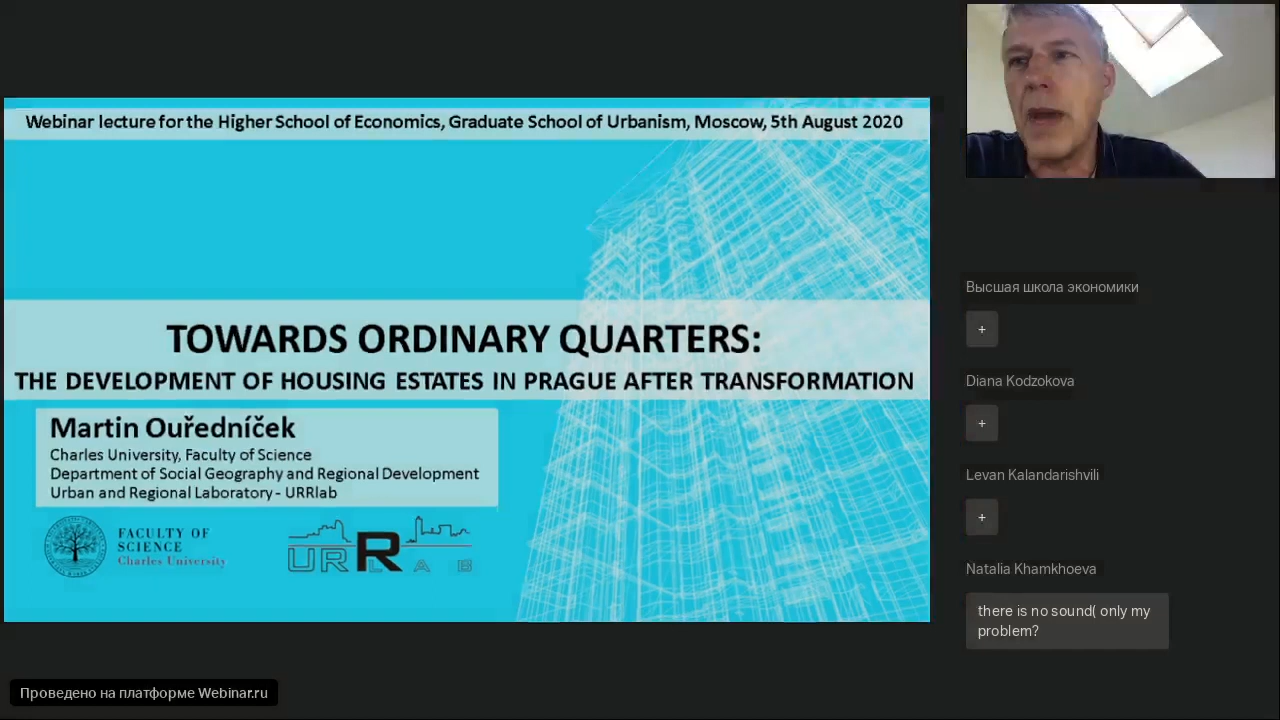 Webinar lecture for the Higher School of Economics, Graduate School of Urbanism, Moscow, 5th August 2020
TOWARDS ORDINARY QUARTERS:
THE DEVELOPMENT OF HOUSING ESTATES IN PRAGUE AFTER TRANSFORMATION
Martin Ouředníček
Charles University, Faculty of Science
Department of Social Geography and Regional Development
Urban and Regional Laboratory - URRlab
FACULTY OF
SCIENCE
Charles University
URRLAB
Высшая школа экономики
+
Diana Kodzokova
+
Levan Kalandarishvili
+
Natalia Khamkhoeva
there is no sound( only my
problem?
Проведено на платформе Webinar.ru